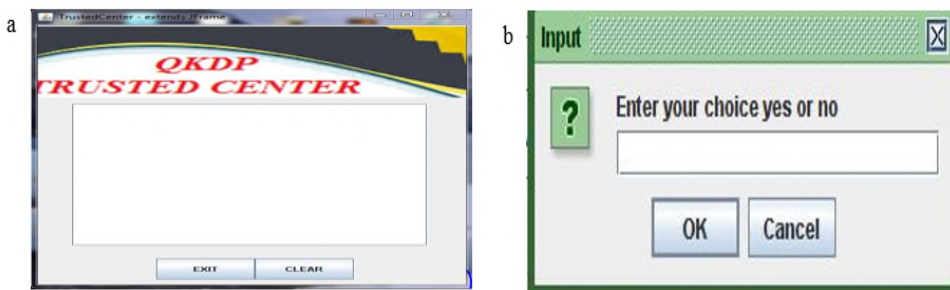 a
TrustedCenter - extends JFrame
QKDP
TRUSTED CENTER
EXIT
CLEAR
b
Input
Enter your choice yes or no
OK
Cancel